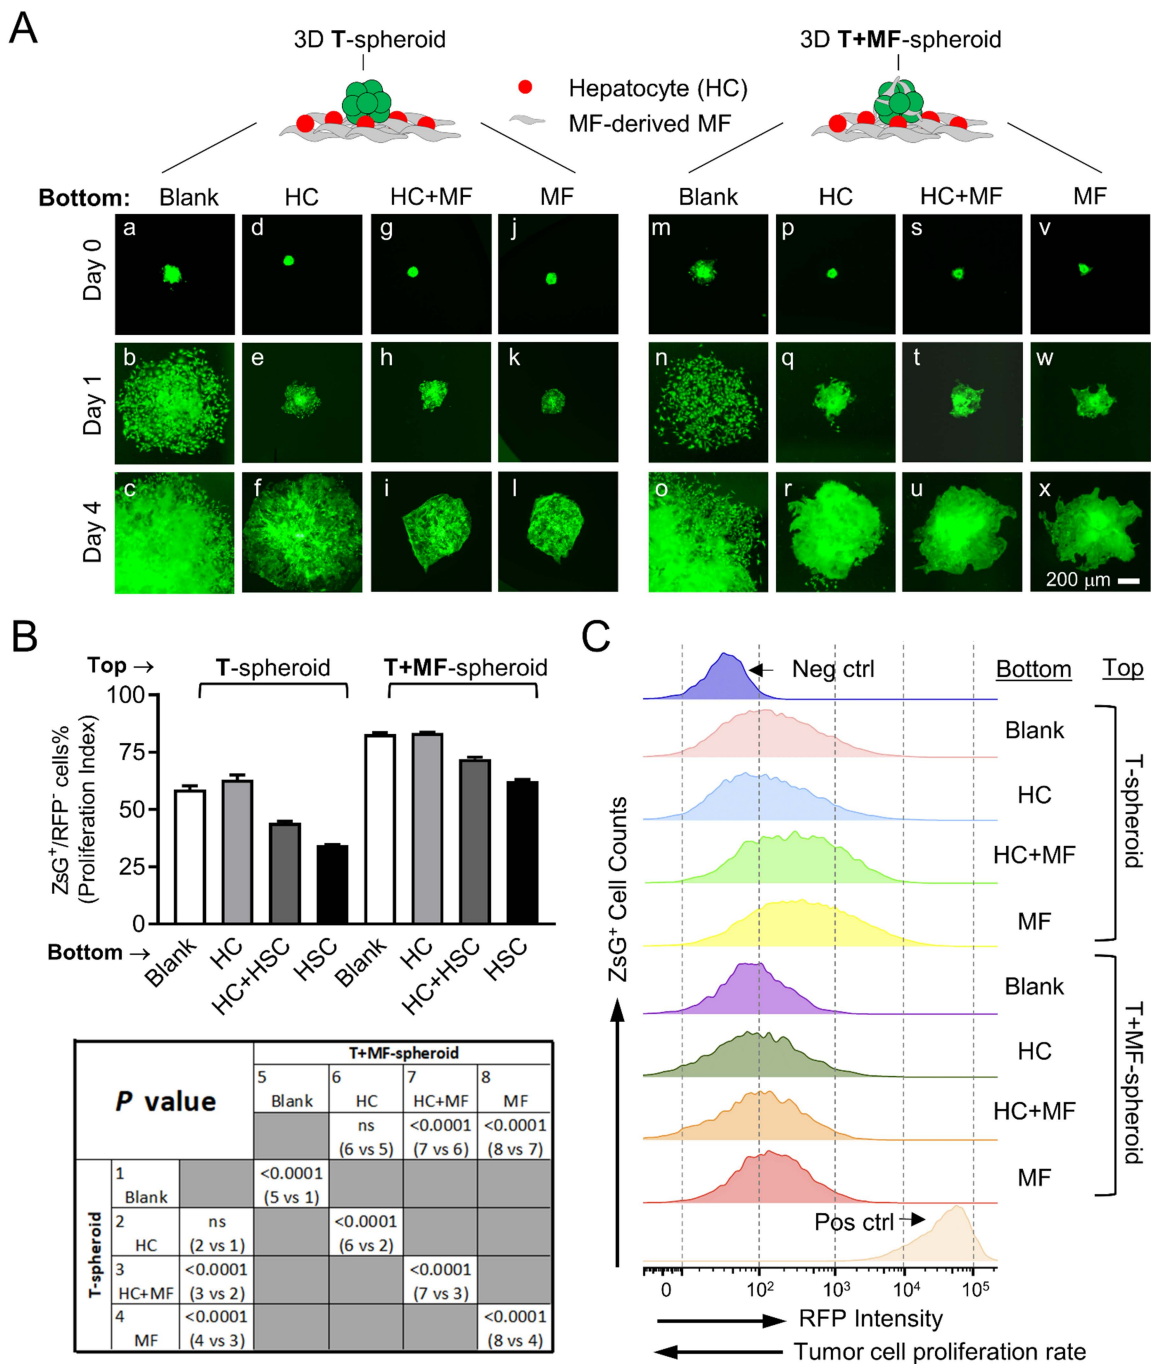 A
3D T-spheroid
3D T+MF-spheroid
Hepatocyte (HC)
MF-derived MF
Bottom: Blank HC HC+MF MF Blank HC HC+MF MF
Day 0 a d g j m p s v
Day 1 b e h k n q t w
Day 4 c f i l o r u x
200 μm
B
Top → T-spheroid T+MF-spheroid
ZsG⁺/RFP⁻ cells%
(Proliferation Index)
100
75
50
25
0
Bottom → Blank HC HC+HSC HSC Blank HC HC+HSC HSC
P value
T+MF-spheroid
5 6 7 8
Blank HC HC+MF MF
ns <0.0001 <0.0001
(6 vs 5) (7 vs 6) (8 vs 7)
T-spheroid
1 <0.0001
Blank (5 vs 1)
2 ns <0.0001
HC (2 vs 1) (6 vs 2)
3 <0.0001 <0.0001
HC+MF (3 vs 2) (7 vs 3)
4 <0.0001 <0.0001
MF (4 vs 3) (8 vs 4)
C
Neg ctrl
Bottom Top
Blank
HC
HC+MF
MF
T-spheroid
Blank
HC
HC+MF
MF
T+MF-spheroid
Pos ctrl
ZsG⁺ Cell Counts
0 10² 10³ 10⁴ 10⁵
RFP Intensity
Tumor cell proliferation rate